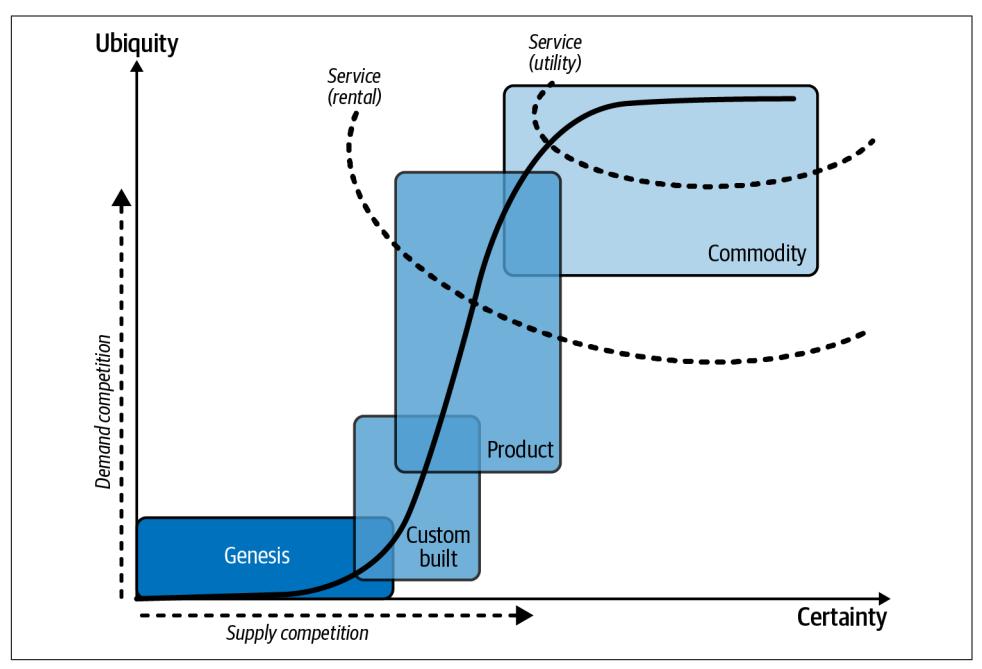 Ubiquity
Service
(utility)
Service
(rental)
Commodity
Demand competition
Product
Custom
built
Genesis
Certainty
Supply competition